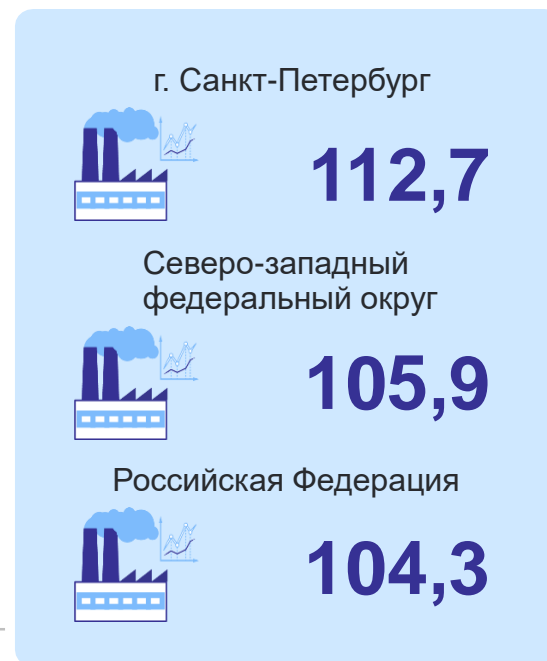 г. Санкт-Петербург
112,7
Северо-западный
федеральный округ
105,9
Российская Федерация
104,3